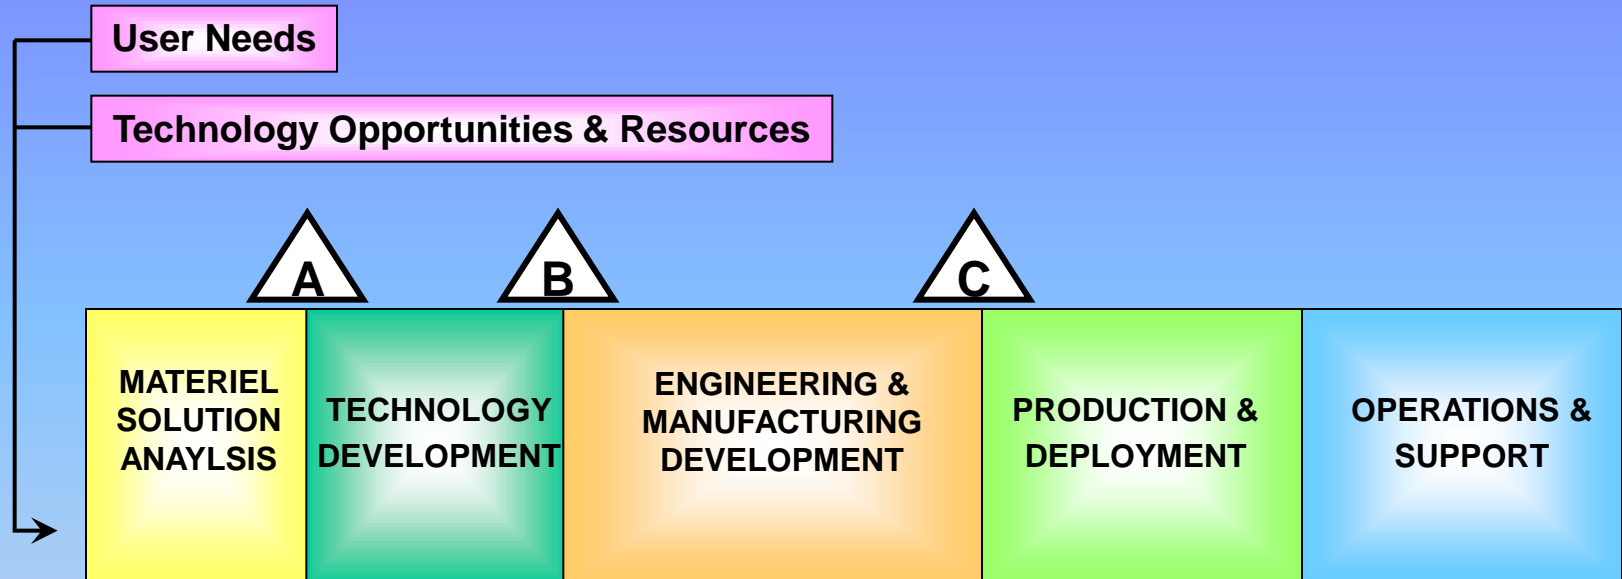 User Needs
Technology Opportunities & Resources
A
B
C
MATERIEL
SOLUTION
ANAYLSIS
TECHNOLOGY
DEVELOPMENT
ENGINEERING &
MANUFACTURING
DEVELOPMENT
PRODUCTION &
DEPLOYMENT
OPERATIONS &
SUPPORT